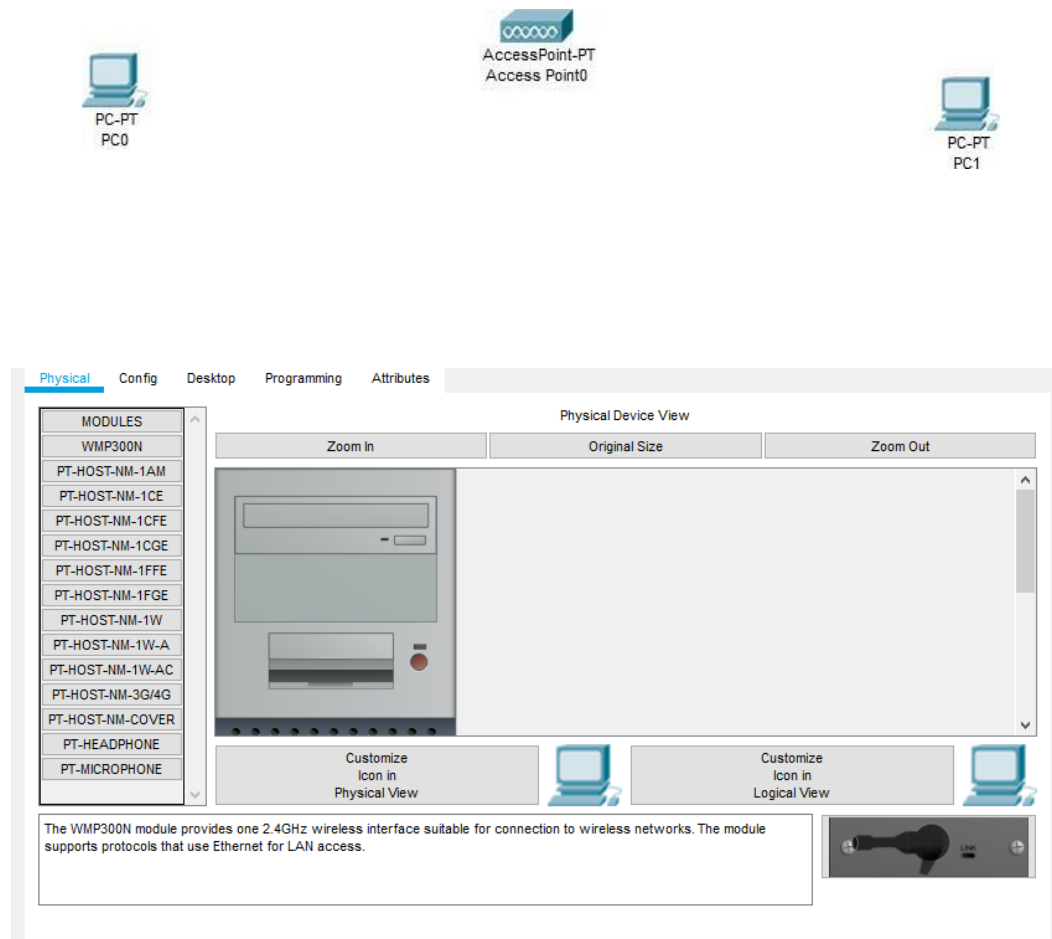 AccessPoint-PT
Access Point0
PC-PT
PC0
PC-PT
PC1
Physical Config Desktop Programming Attributes
MODULES
WMP300N
PT-HOST-NM-1AM
PT-HOST-NM-1CE
PT-HOST-NM-1CFE
PT-HOST-NM-1CGE
PT-HOST-NM-1FFE
PT-HOST-NM-1FGE
PT-HOST-NM-1W
PT-HOST-NM-1W-A
PT-HOST-NM-1W-AC
PT-HOST-NM-3G/4G
PT-HOST-NM-COVER
PT-HEADPHONE
PT-MICROPHONE
Physical Device View
Zoom In Original Size Zoom Out
Customize
Icon in
Physical View
Customize
Icon in
Logical View
The WMP300N module provides one 2.4GHz wireless interface suitable for connection to wireless networks. The module
supports protocols that use Ethernet for LAN access.
LINK